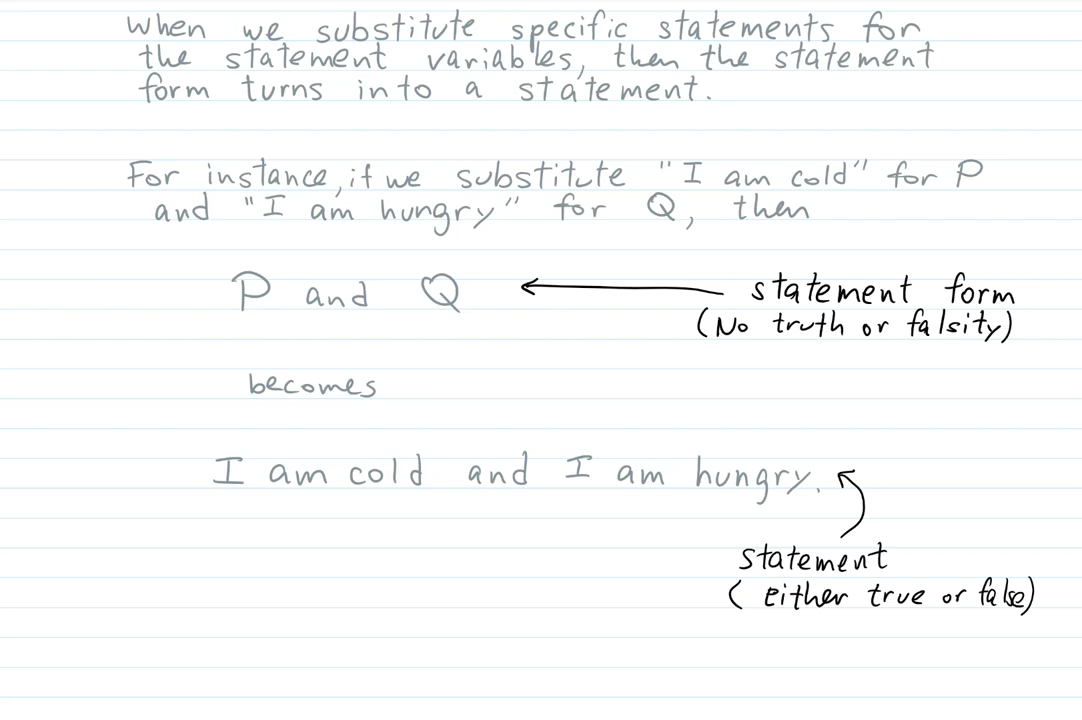 When we substitute specific statements for
the statement variables, then the statement
form turns into a statement.
For instance, if we substitute "I am cold" for P
and "I am hungry" for Q, then
P and Q
statement form
(No truth or falsity)
becomes
I am cold and I am hungry.
statement
(either true or false)